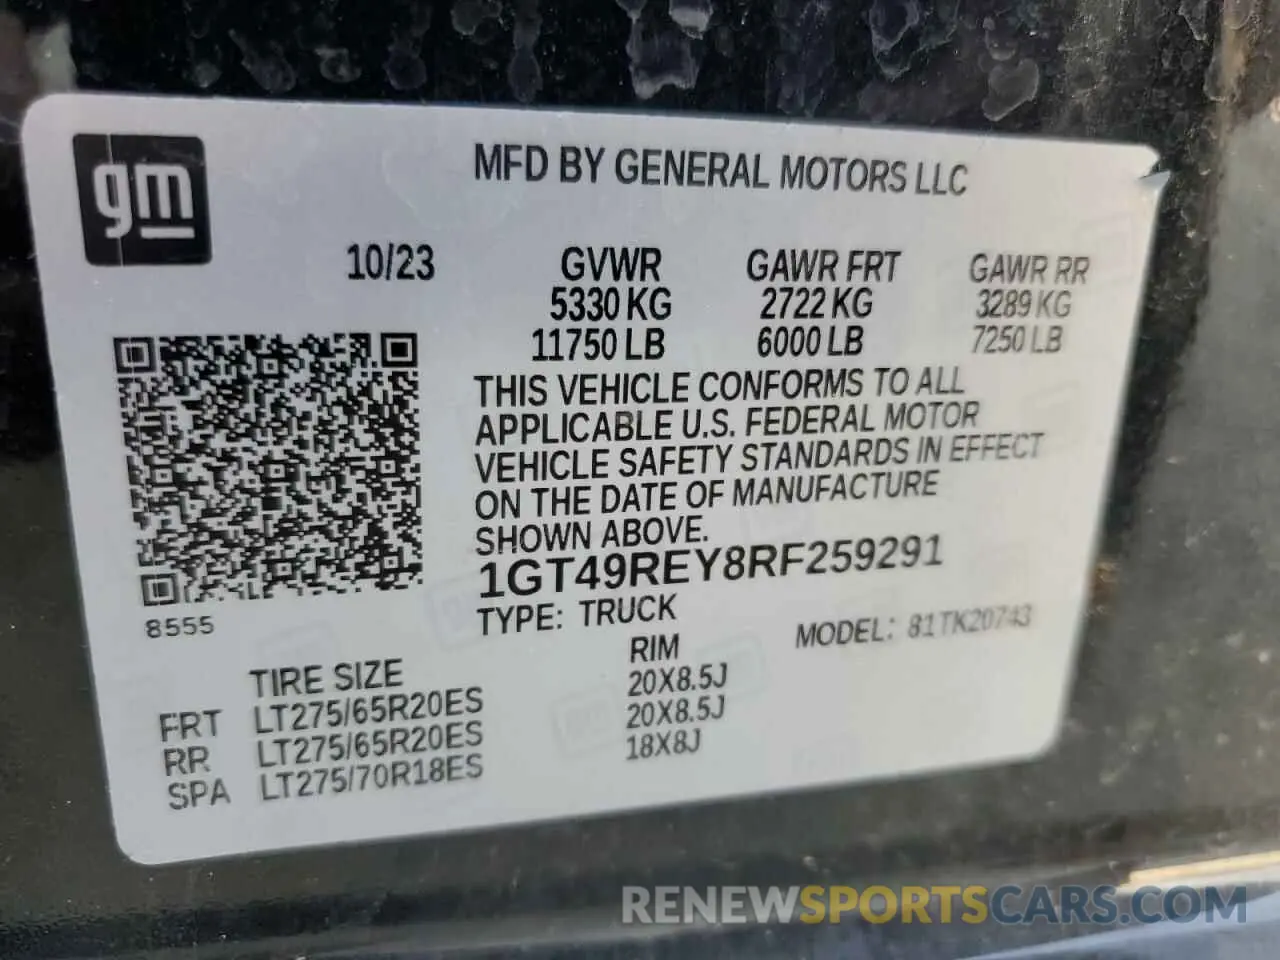 gm
MFD BY GENERAL MOTORS LLC
10/23 GVWR GAWR FRT GAWR RR
5330 KG 2722 KG 3289 KG
11750 LB 6000 LB 7250 LB
THIS VEHICLE CONFORMS TO ALL
APPLICABLE U.S. FEDERAL MOTOR
VEHICLE SAFETY STANDARDS IN EFFECT
ON THE DATE OF MANUFACTURE
SHOWN ABOVE.
1GT49REY8RF259291
8555 TYPE: TRUCK MODEL: 81TK20743
TIRE SIZE RIM
FRT LT275/65R20ES 20X8.5J
RR LT275/65R20ES 20X8.5J
SPA LT275/70R18ES 18X8J
RENEWSPORTSCARS.COM